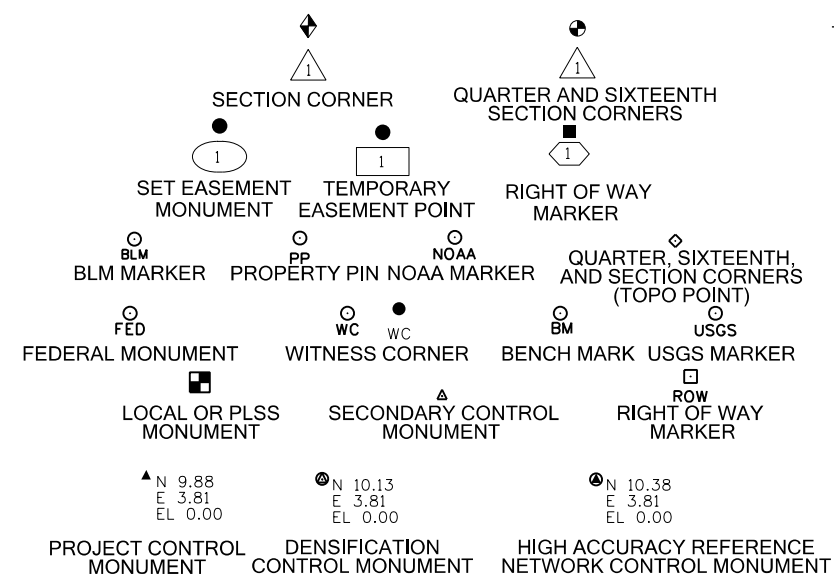 1 1
SECTION CORNER QUARTER AND SIXTEENTH
SECTION CORNERS
1 1 1
SET EASEMENT TEMPORARY RIGHT OF WAY
MONUMENT EASEMENT POINT MARKER
BLM PP NOAA
BLM MARKER PROPERTY PIN NOAA MARKER QUARTER, SIXTEENTH,
AND SECTION CORNERS
(TOPO POINT)
FED WC WC BM USGS
FEDERAL MONUMENT WITNESS CORNER BENCH MARK USGS MARKER
ROW
LOCAL OR PLSS SECONDARY CONTROL RIGHT OF WAY
MONUMENT MONUMENT MARKER
N 9.88 N 10.13 N 10.38
E 3.81 E 3.81 E 3.81
EL 0.00 EL 0.00 EL 0.00
PROJECT CONTROL DENSIFICATION HIGH ACCURACY REFERENCE
MONUMENT CONTROL MONUMENT NETWORK CONTROL MONUMENT